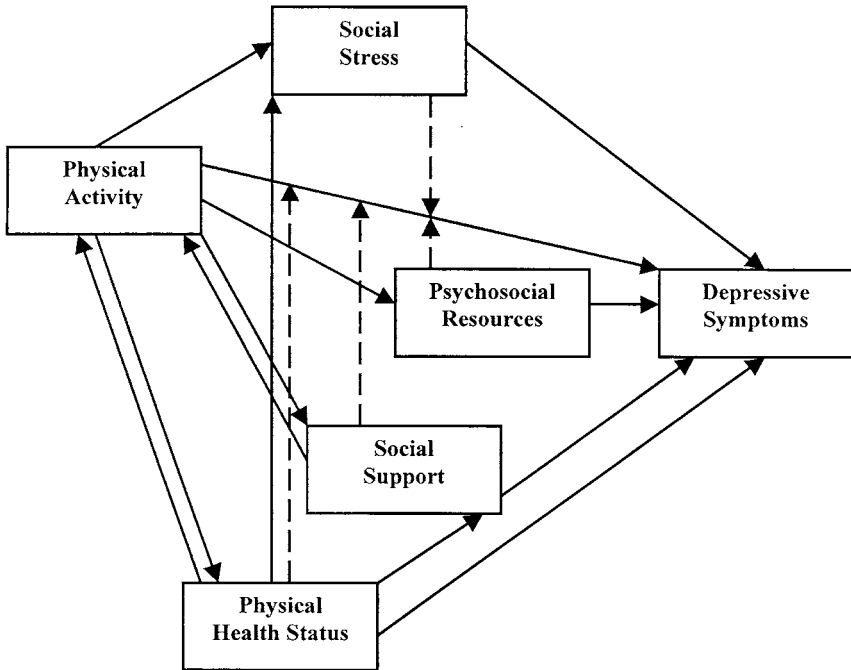 Social
Stress
Physical
Activity
Psychosocial
Resources
Depressive
Symptoms
Social
Support
Physical
Health Status